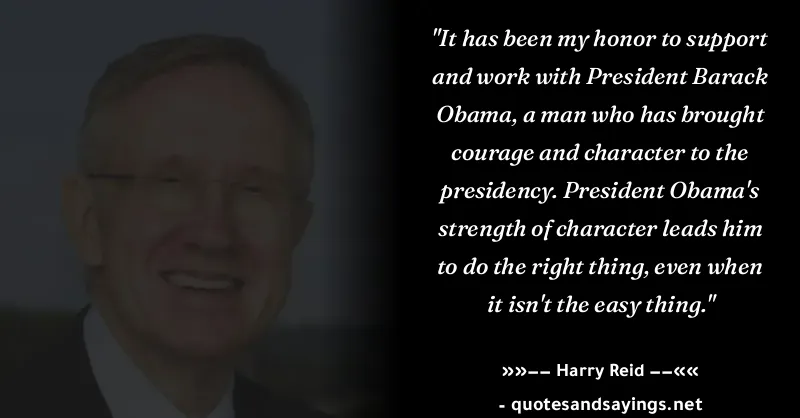 "It has been my honor to support
and work with President Barack
Obama, a man who has brought
courage and character to the
presidency. President Obama's
strength of character leads him
to do the right thing, even when
it isn't the easy thing."
»»–– Harry Reid ––««
- quotesandsayings.net